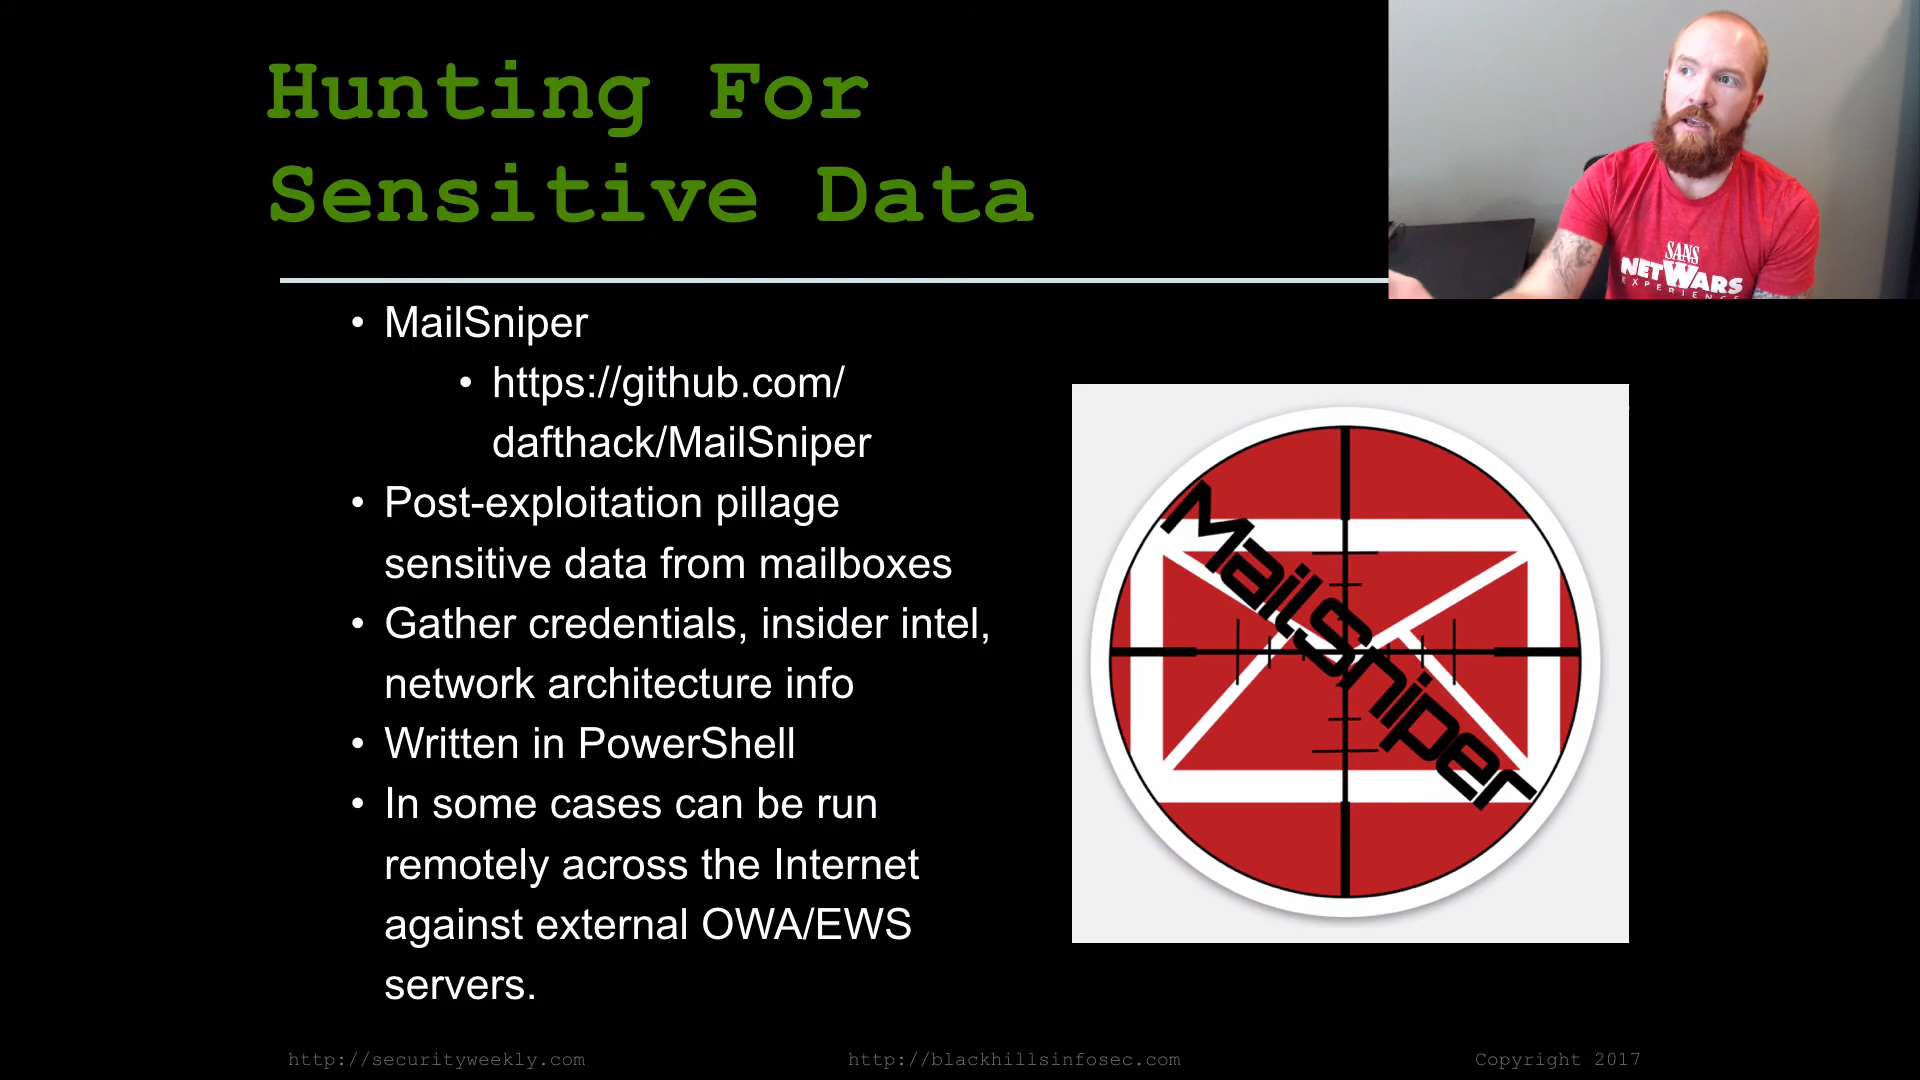 Hunting For
Sensitive Data
SANS
NETWARS
EXPERIENCE
• MailSniper
• https://github.com/
dafthack/MailSniper
• Post-exploitation pillage
sensitive data from mailboxes
• Gather credentials, insider intel,
network architecture info
• Written in PowerShell
• In some cases can be run
remotely across the Internet
against external OWA/EWS
servers.
MailSniper
http://securityweekly.com
http://blackhillsinfosec.com
Copyright 2017